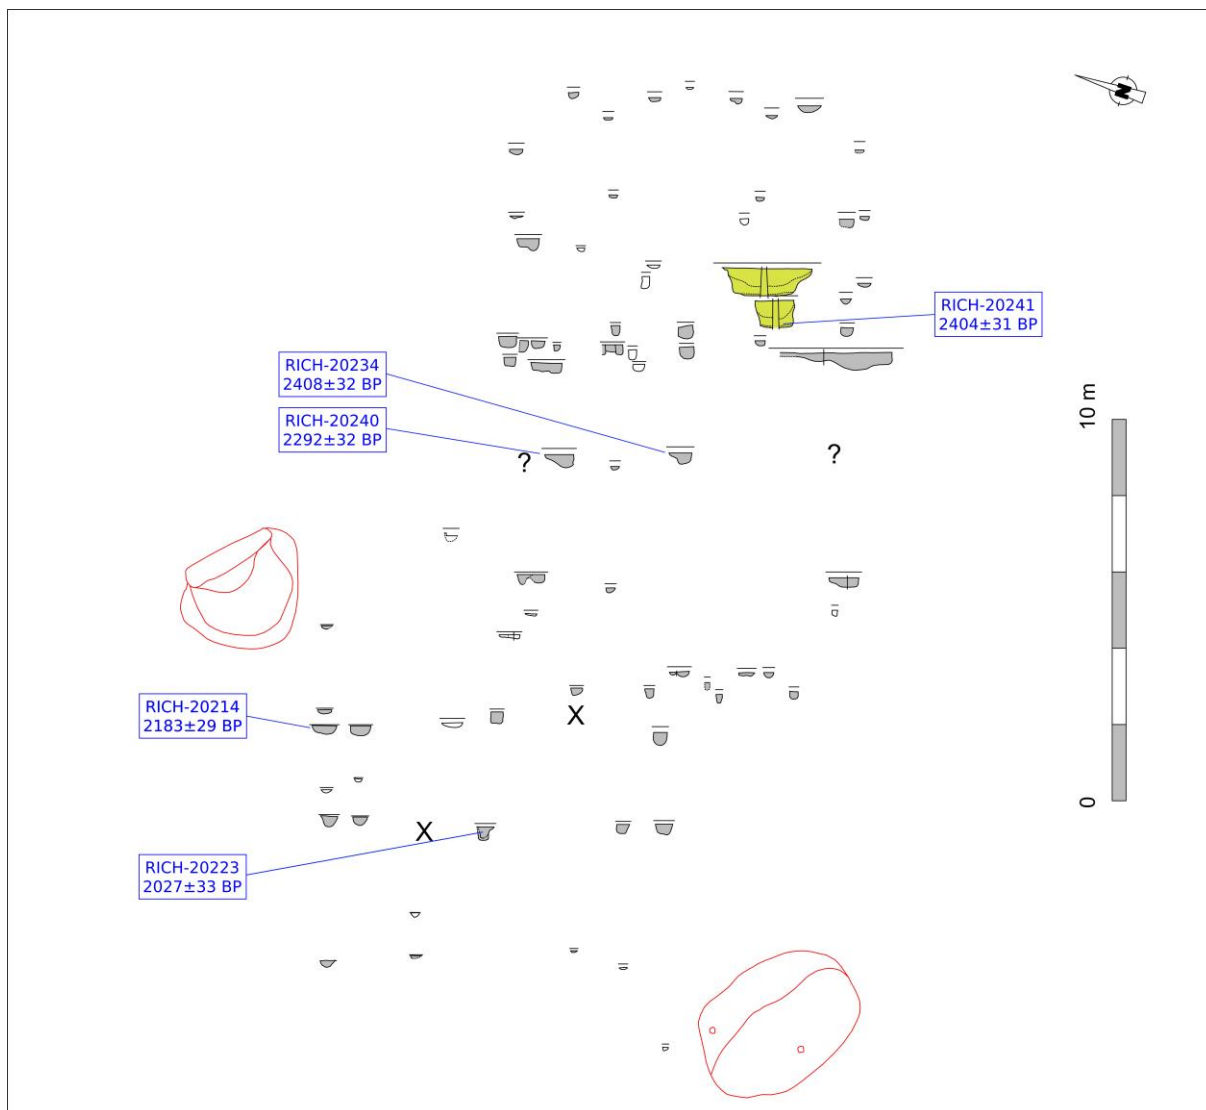 N
RICH-20241
2404±31 BP
RICH-20234
2408±32 BP
10 m
RICH-20240
2292±32 BP
?
?
RICH-20214
2183±29 BP
X
0
X
RICH-20223
2027±33 BP